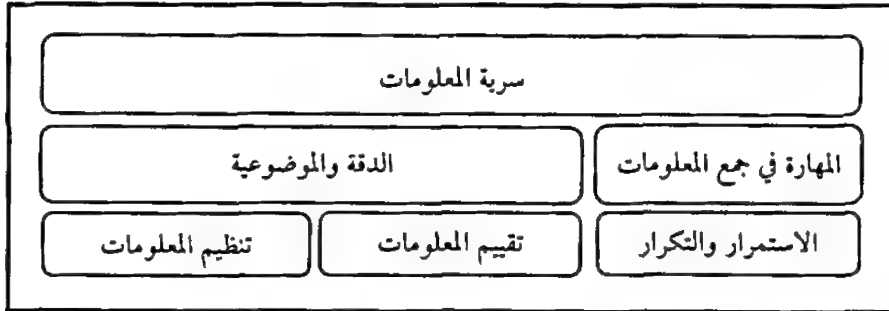 سرية المعلومات
المهارة في جمع المعلومات
الدقة والموضوعية
الاستمرار والتكرار
تقييم المعلومات
تنظيم المعلومات